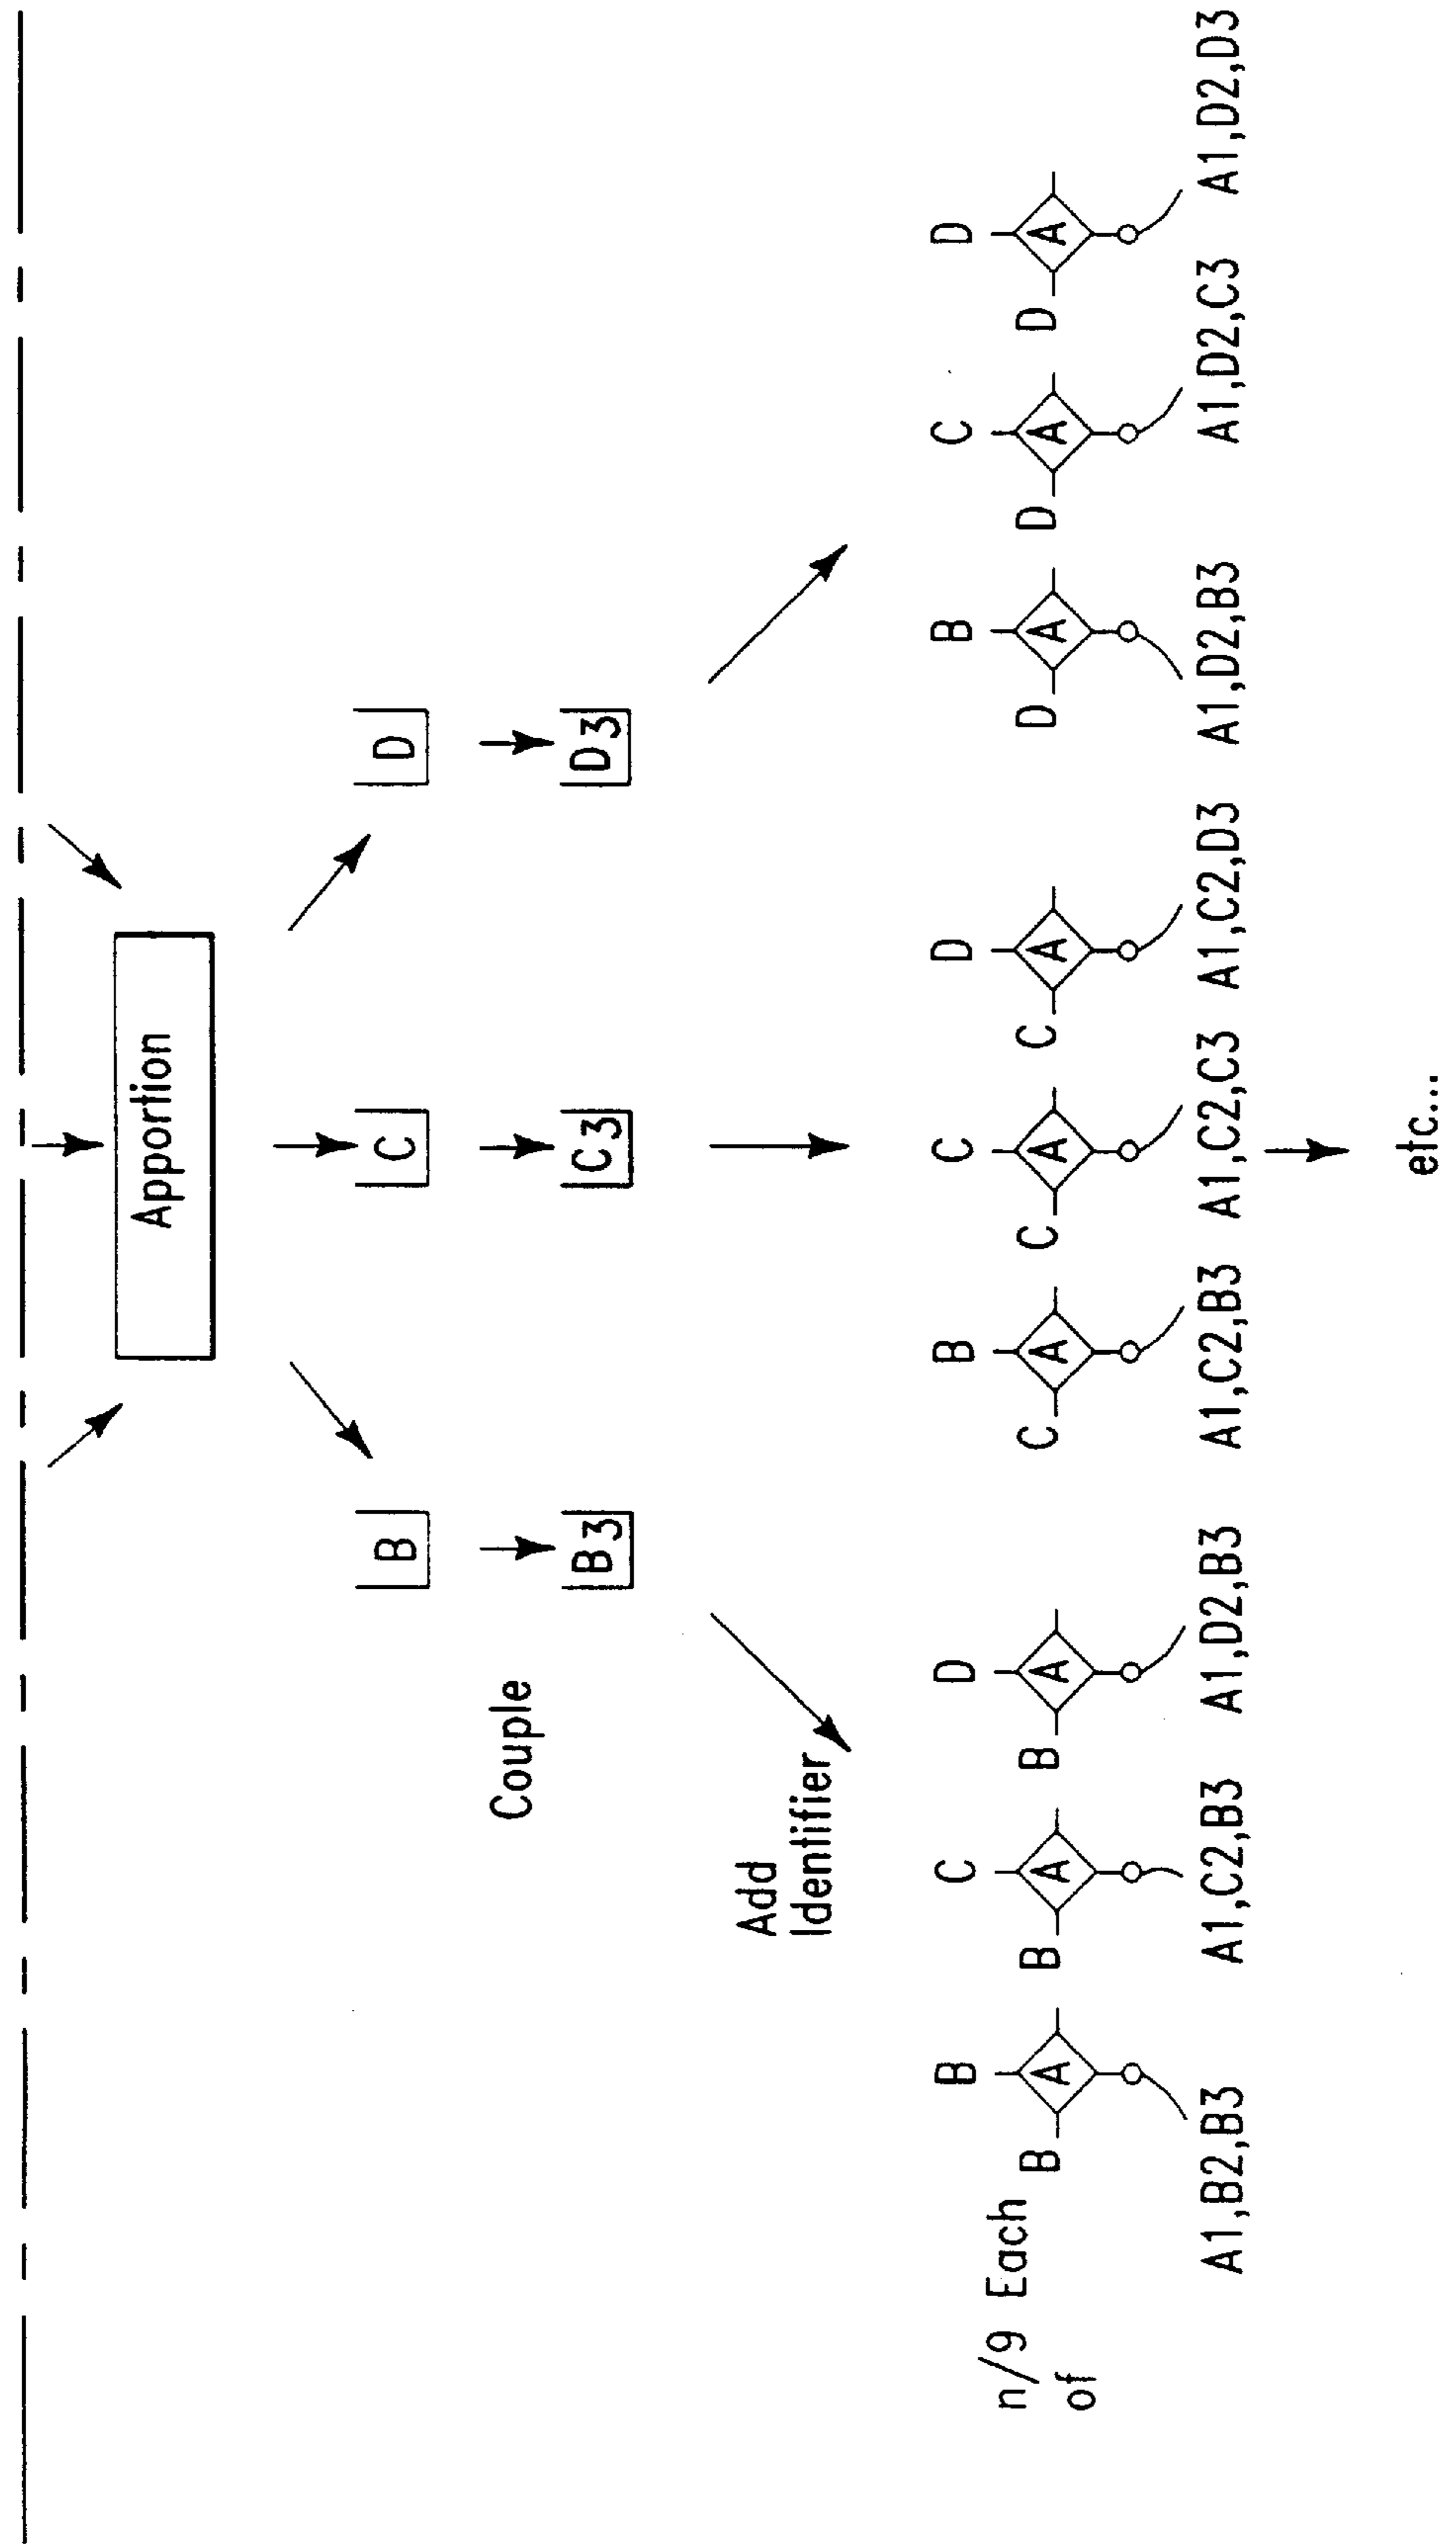 Apportion
B C D
Couple
B3 C3 D3
Add
Identifier
B C D B C D B C D
n/9 Each
of
B A B A B A C A C A C A D A D A D A
A1,B2,B3 A1,C2,B3 A1,D2,B3 A1,C2,B3 A1,C2,C3 A1,C2,D3 A1,D2,B3 A1,D2,C3 A1,D2,D3
etc...